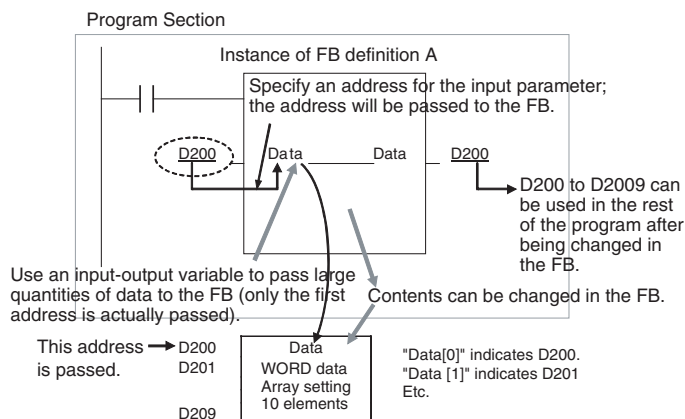 Program Section
Instance of FB definition A
Specify an address for the input parameter;
the address will be passed to the FB.
D200
Data
Data
D200
D200 to D2009 can
be used in the rest
of the program after
being changed in
the FB.
Use an input-output variable to pass large
quantities of data to the FB (only the first
address is actually passed).
Contents can be changed in the FB.
This address
is passed.
D200
D201
D209
Data
WORD data
Array setting
10 elements
"Data[0]" indicates D200.
"Data [1]" indicates D201
Etc.